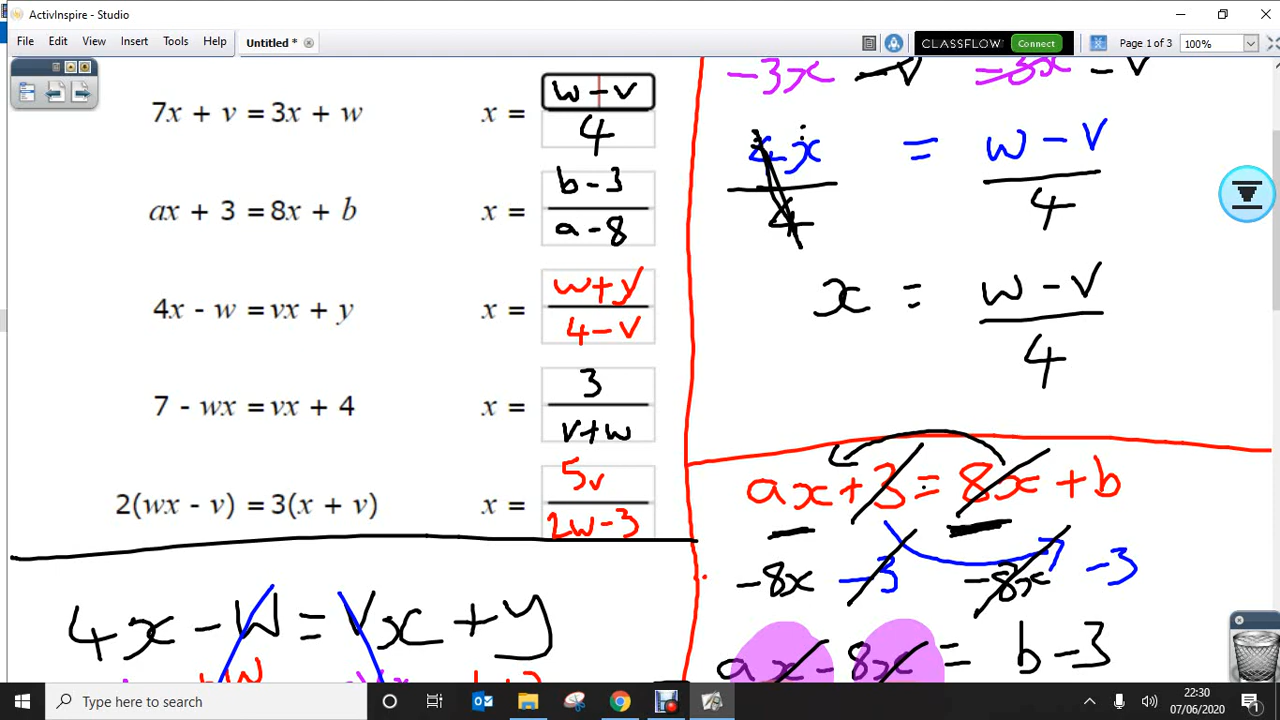 ActivInspire - Studio
File Edit View Insert Tools Help Untitled *
CLASSFLOW Connect Page 1 of 3 100%
7x + v = 3x + w x = w - v / 4
ax + 3 = 8x + b x = b - 3 / a - 8
4x - w = vx + y x = w + y / 4 - v
7 - wx = vx + 4 x = 3 / v + w
2(wx - v) = 3(x + v) x = 5v / 2w - 3
4x - w = vx + y
-3x - v -3x - v
4x / 4 = w - v / 4
x = w - v / 4
ax + 3 = 8x + b
-8x -3 -8x -3
ax - 8x = b - 3
Type here to search
22:30
07/06/2020